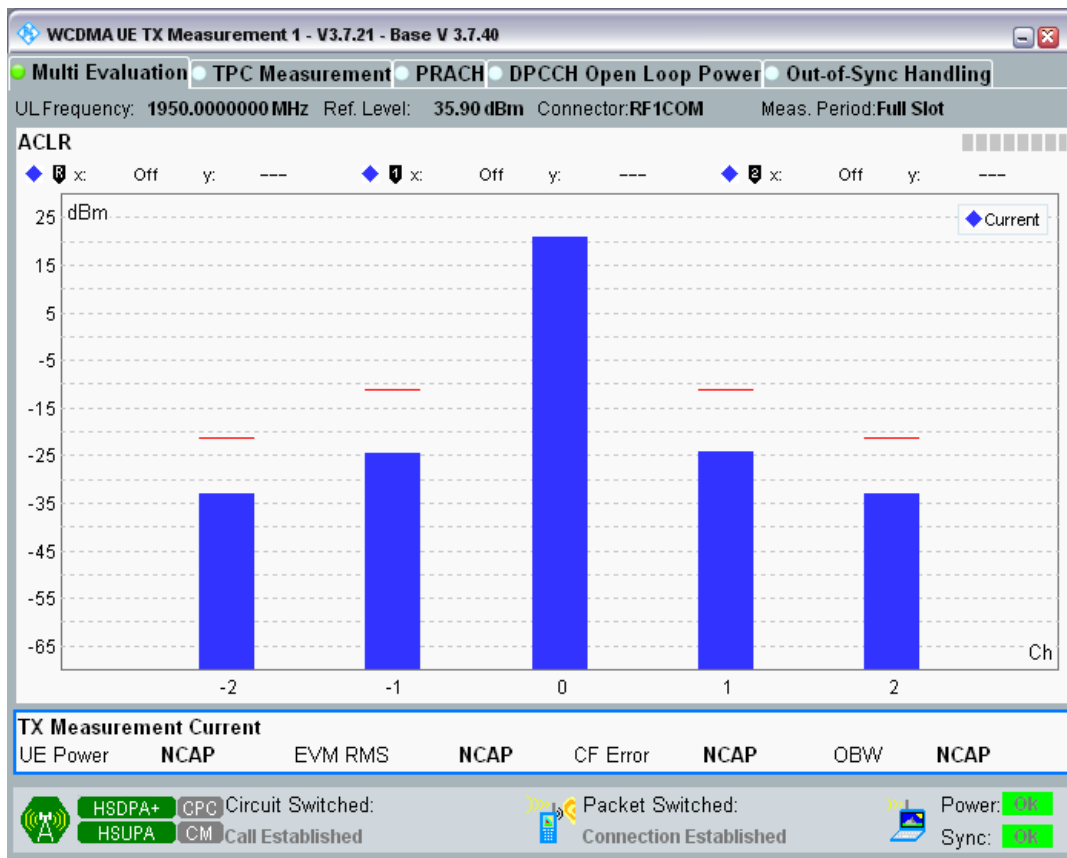 WCDMA UE TX Measurement 1 - V3.7.21 - Base V 3.7.40
Multi Evaluation TPC Measurement PRACH DPCCH Open Loop Power Out-of-Sync Handling
UL Frequency: 1950.0000000 MHz Ref. Level: 35.90 dBm Connector:RF1COM Meas. Period:Full Slot
ACLR
R x: Off y: --- 1 x: Off y: --- 2 x: Off y: ---
dBm
Current
25
15
5
-5
-15
-25
-35
-45
-55
-65
Ch
-2 -1 0 1 2
TX Measurement Current
UE Power NCAP EVM RMS NCAP CF Error NCAP OBW NCAP
HSDPA+ CPC Circuit Switched: Packet Switched: Power: Ok
HSUPA CM Call Established Connection Established Sync: Ok